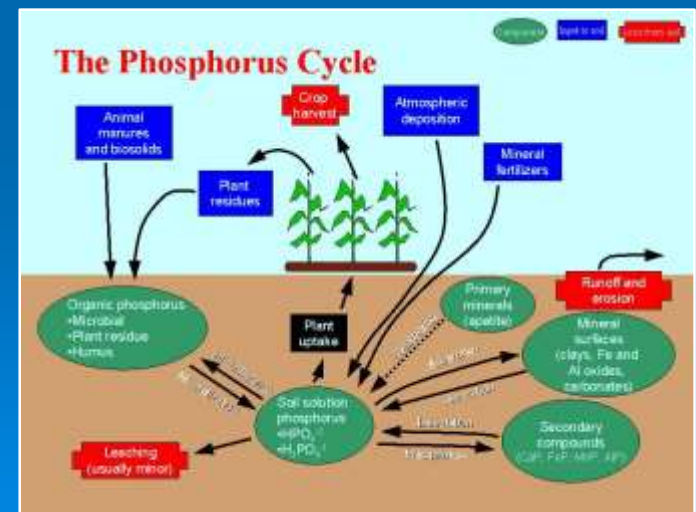 Component
Input to soil
Loss from soil
The Phosphorus Cycle
Crop
harvest
Atmospheric
deposition
Animal
manures
and biosolids
Mineral
fertilizers
Plant
residues
Runoff and
erosion
Organic phosphorus
•Microbial
•Plant residue
•Humus
Primary
minerals
(apatite)
Plant
uptake
Mineral
surfaces
(clays, Fe and
Al oxides,
carbonates)
Soil solution
phosphorus
•HPO₄⁻²
•H₂PO₄⁻¹
Secondary
compounds
Leaching
(usually minor)